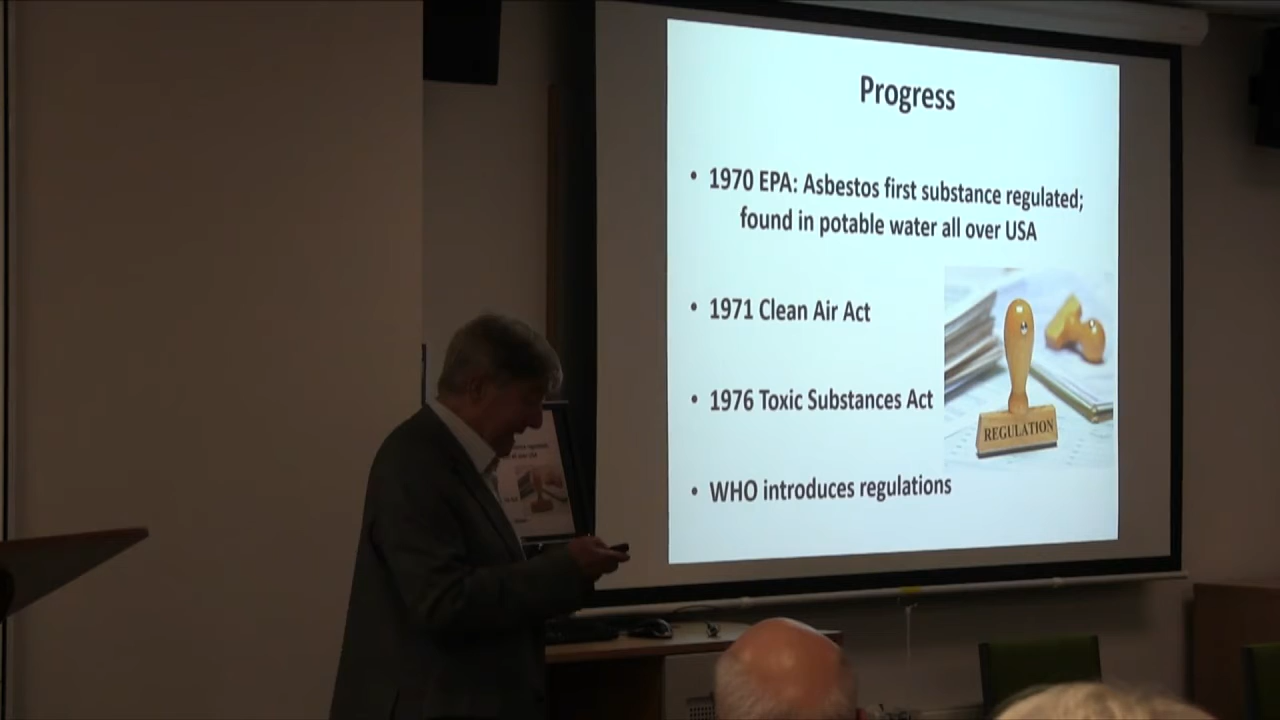 Progress
• 1970 EPA: Asbestos first substance regulated;
found in potable water all over USA
• 1971 Clean Air Act
• 1976 Toxic Substances Act
REGULATION
• WHO introduces regulations